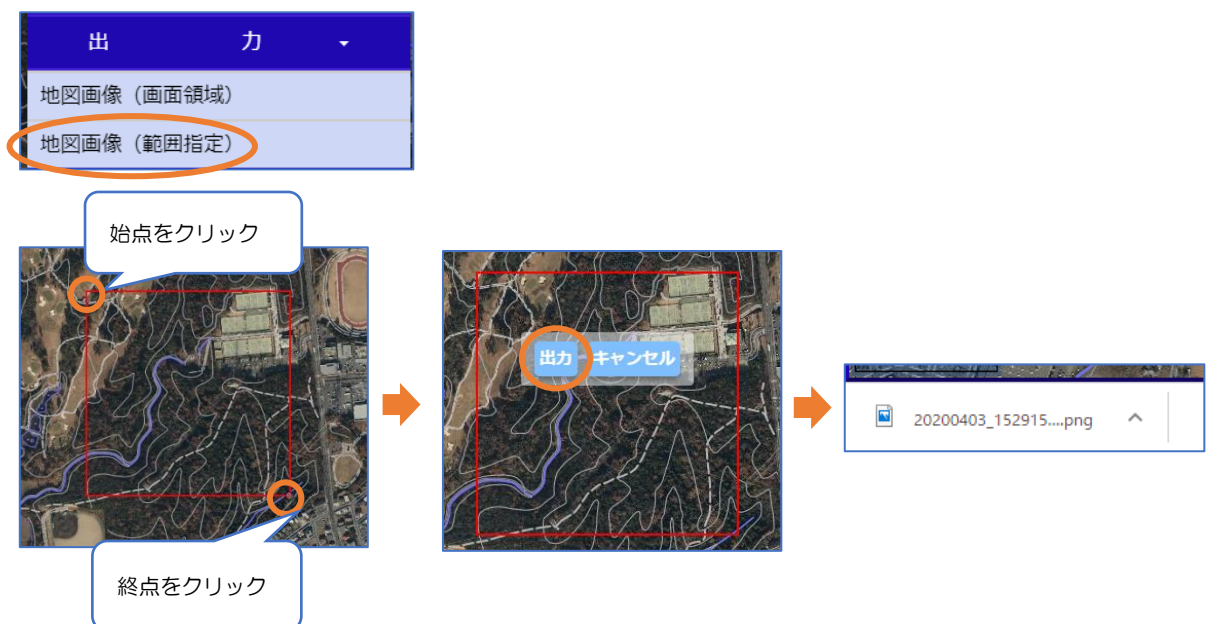 出 力
地図画像（画面領域）
地図画像（範囲指定）
始点をクリック
終点をクリック
出力 キャンセル
20200403_152915....png